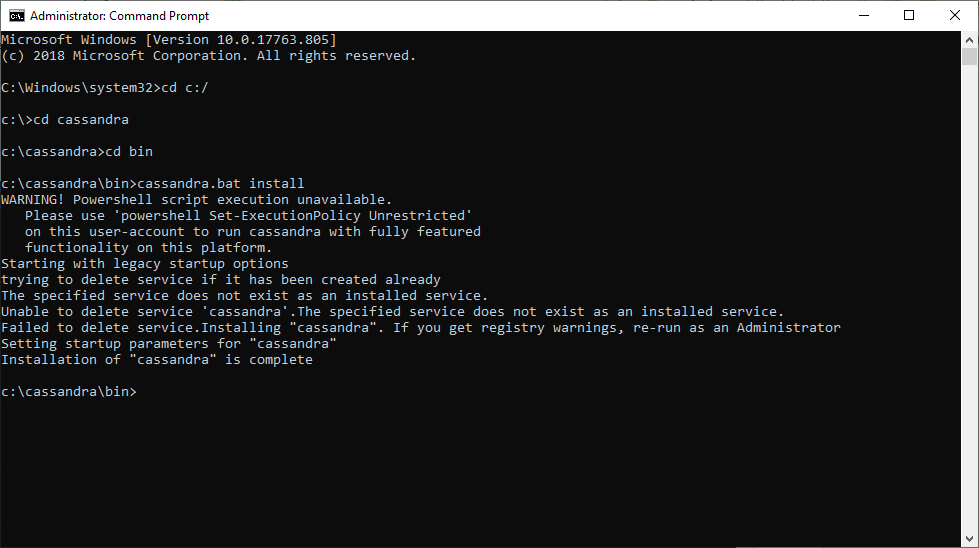 Administrator: Command Prompt
Microsoft Windows [Version 10.0.17763.805]
(c) 2018 Microsoft Corporation. All rights reserved.
C:\Windows\system32>cd c:/
c:\>cd cassandra
c:\cassandra>cd bin
c:\cassandra\bin>cassandra.bat install
WARNING! Powershell script execution unavailable.
   Please use 'powershell Set-ExecutionPolicy Unrestricted'
   on this user-account to run cassandra with fully featured
   functionality on this platform.
Starting with legacy startup options
trying to delete service if it has been created already
The specified service does not exist as an installed service.
Unable to delete service 'cassandra'.The specified service does not exist as an installed service.
Failed to delete service.Installing "cassandra". If you get registry warnings, re-run as an Administrator
Setting startup parameters for "cassandra"
Installation of "cassandra" is complete
c:\cassandra\bin>